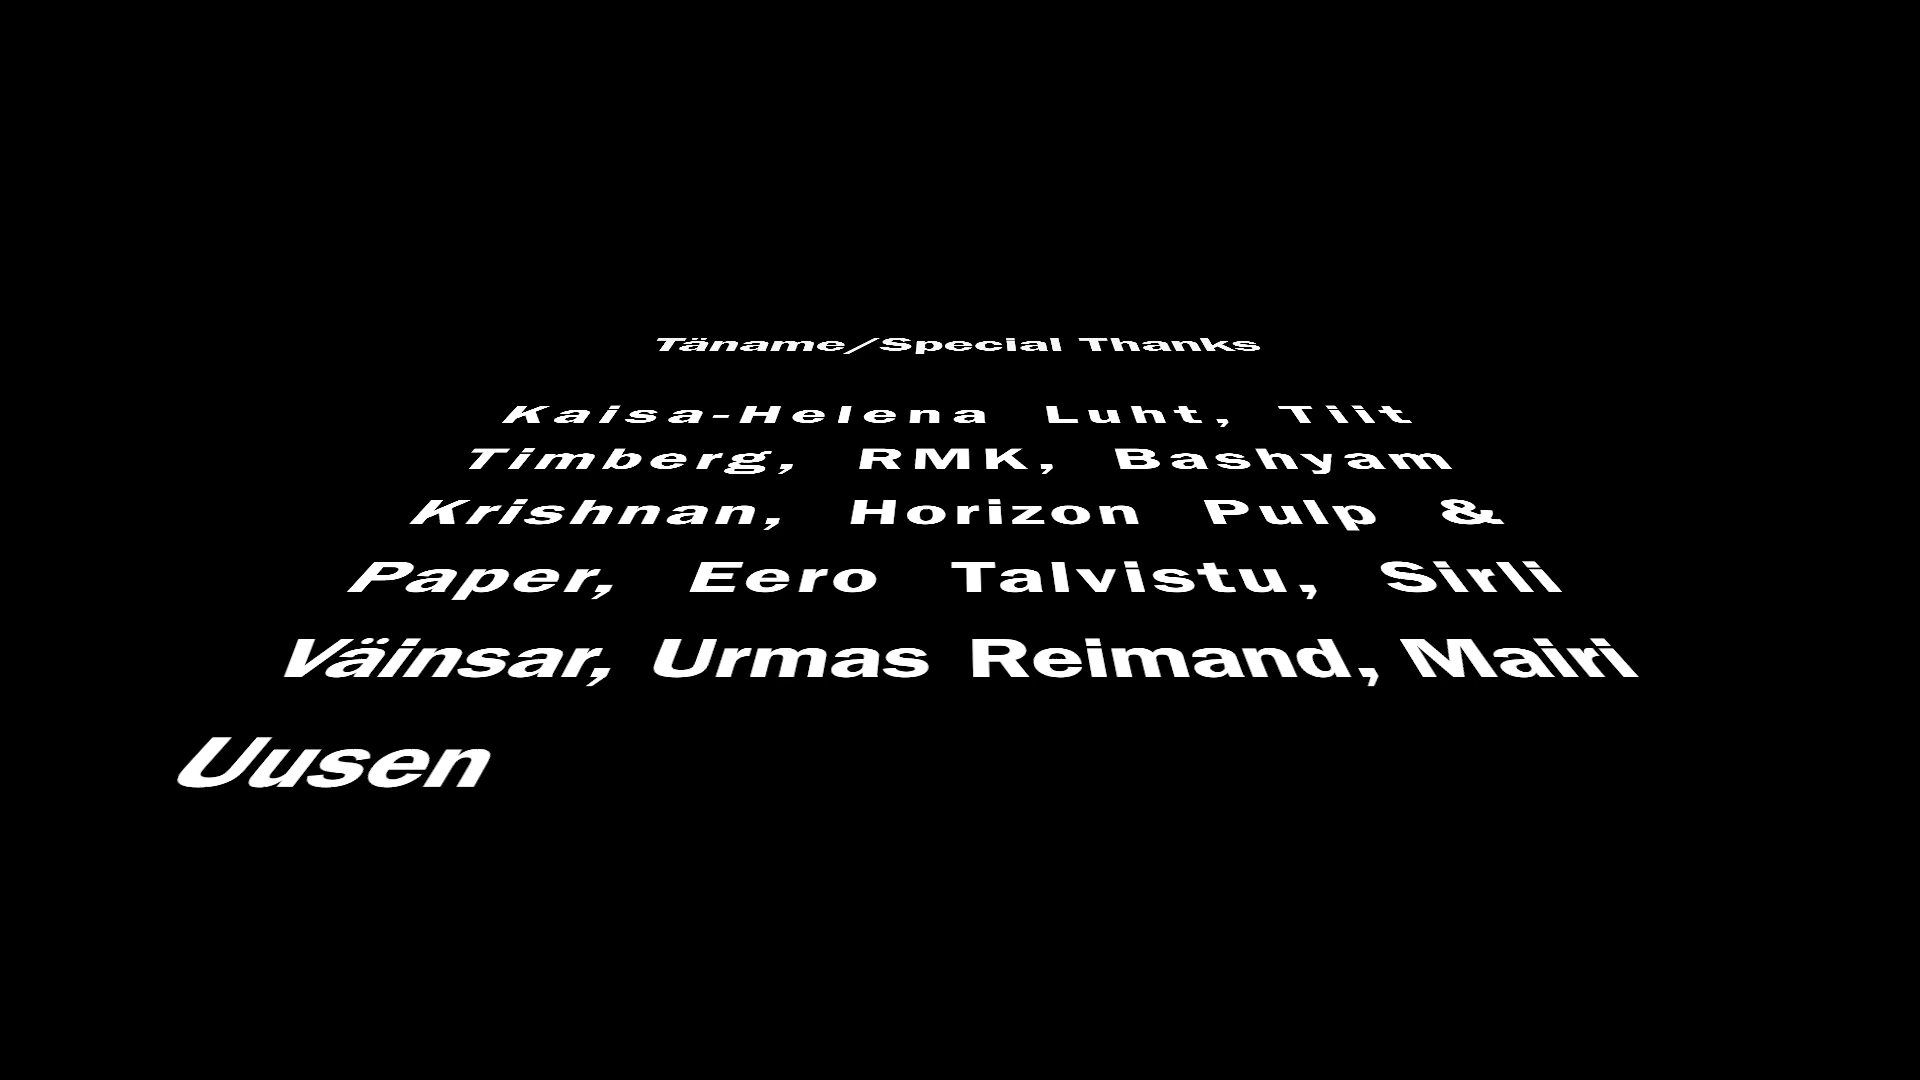 Täname/Special Thanks
Kaisa-Helena Luht, Tiit
Timberg, RMK, Bashyam
Krishnan, Horizon Pulp &
Paper, Eero Talvistu, Sirli
Väinsar, Urmas Reimand, Mairi
Uusen